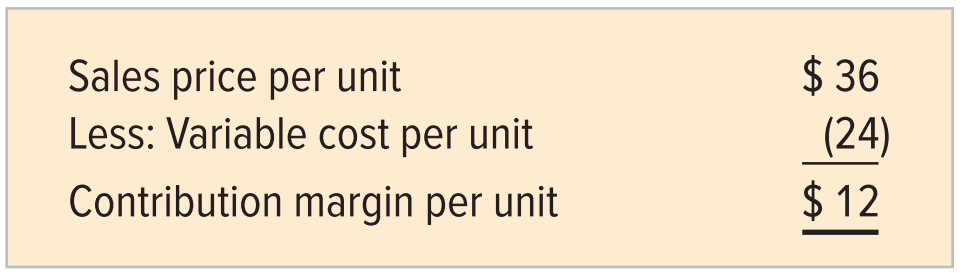 Sales price per unit $ 36
Less: Variable cost per unit (24)
Contribution margin per unit $ 12